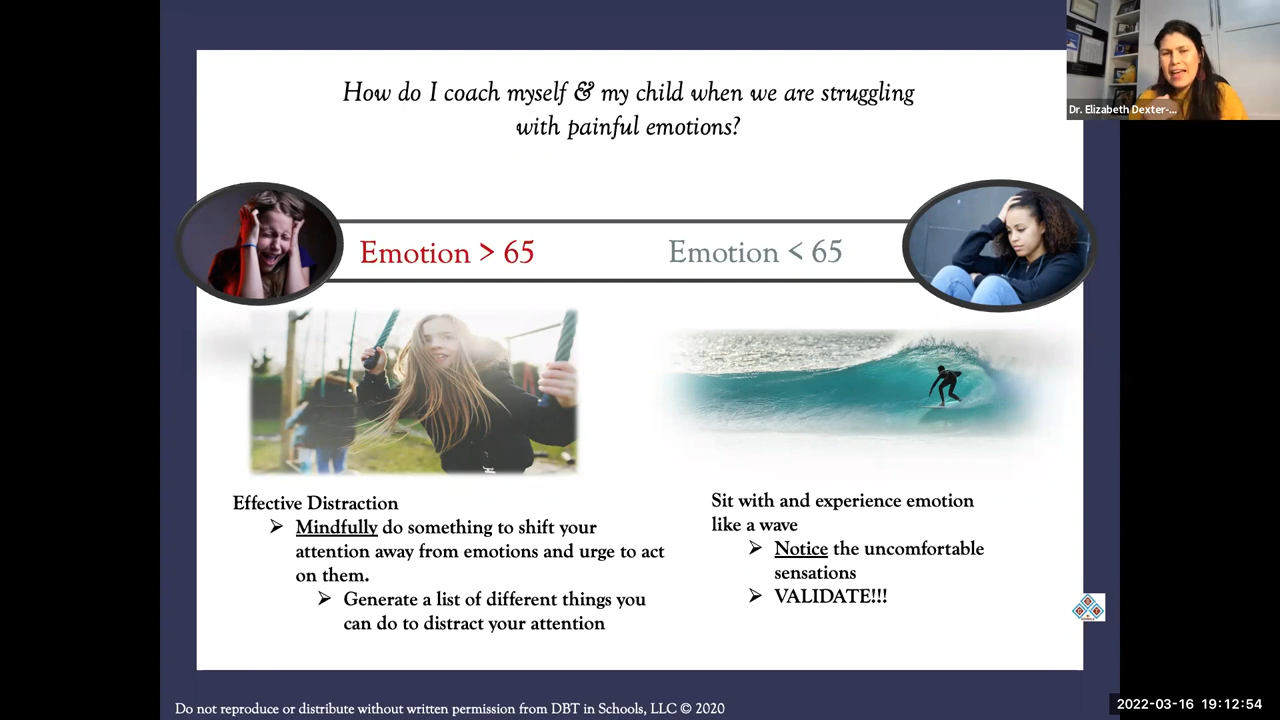 How do I coach myself & my child when we are struggling
with painful emotions?
Dr. Elizabeth Dexter-...
Emotion > 65
Emotion < 65
Effective Distraction
➢ Mindfully do something to shift your
attention away from emotions and urge to act
on them.
➢ Generate a list of different things you
can do to distract your attention
Sit with and experience emotion
like a wave
➢ Notice the uncomfortable
sensations
➢ VALIDATE!!!
Do not reproduce or distribute without written permission from DBT in Schools, LLC © 2020
2022-03-16 19:12:54